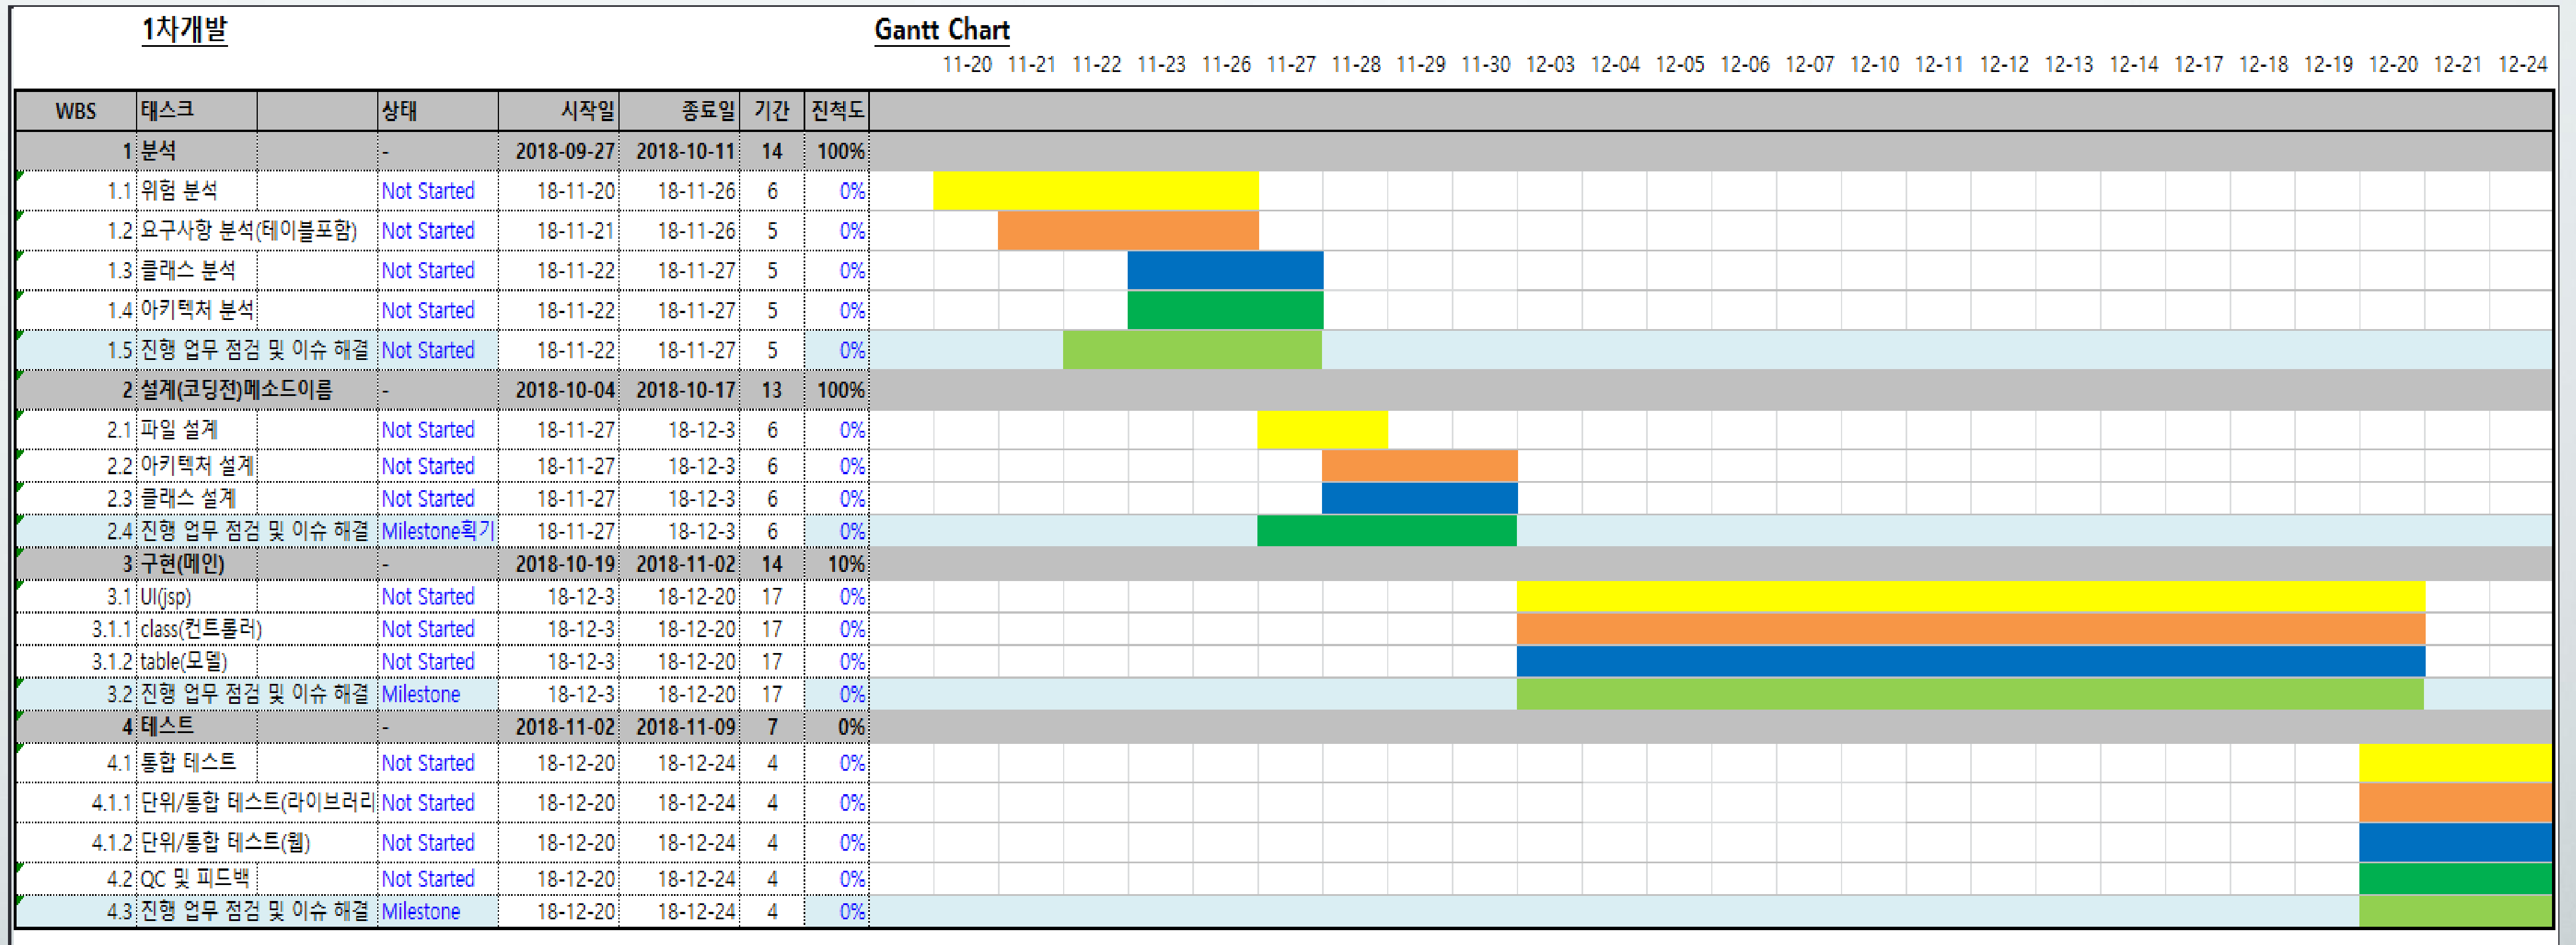 1차개발 Gantt Chart
11-20 11-21 11-22 11-23 11-26 11-27 11-28 11-29 11-30 12-03 12-04 12-05 12-06 12-07 12-10 12-11 12-12 12-13 12-14 12-17 12-18 12-19 12-20 12-21 12-24
WBS 태스크 상태 시작일 종료일 기간 진척도
1 분석 - 2018-09-27 2018-10-11 14 100%
1.1 위험 분석 Not Started 18-11-20 18-11-26 6 0%
1.2 요구사항 분석(테이블포함) Not Started 18-11-21 18-11-26 5 0%
1.3 클래스 분석 Not Started 18-11-22 18-11-27 5 0%
1.4 아키텍처 분석 Not Started 18-11-22 18-11-27 5 0%
1.5 진행 업무 점검 및 이슈 해결 Not Started 18-11-22 18-11-27 5 0%
2 설계(코딩전)메소드이름 - 2018-10-04 2018-10-17 13 100%
2.1 파일 설계 Not Started 18-11-27 18-12-3 6 0%
2.2 아키텍처 설계 Not Started 18-11-27 18-12-3 6 0%
2.3 클래스 설계 Not Started 18-11-27 18-12-3 6 0%
2.4 진행 업무 점검 및 이슈 해결 Milestone획기 18-11-27 18-12-3 6 0%
3 구현(메인) - 2018-10-19 2018-11-02 14 10%
3.1 UI(jsp) Not Started 18-12-3 18-12-20 17 0%
3.1.1 class(컨트롤러) Not Started 18-12-3 18-12-20 17 0%
3.1.2 table(모델) Not Started 18-12-3 18-12-20 17 0%
3.2 진행 업무 점검 및 이슈 해결 Milestone 18-12-3 18-12-20 17 0%
4 테스트 - 2018-11-02 2018-11-09 7 0%
4.1 통합 테스트 Not Started 18-12-20 18-12-24 4 0%
4.1.1 단위/통합 테스트(라이브러리 Not Started 18-12-20 18-12-24 4 0%
4.1.2 단위/통합 테스트(웹) Not Started 18-12-20 18-12-24 4 0%
4.2 QC 및 피드백 Not Started 18-12-20 18-12-24 4 0%
4.3 진행 업무 점검 및 이슈 해결 Milestone 18-12-20 18-12-24 4 0%